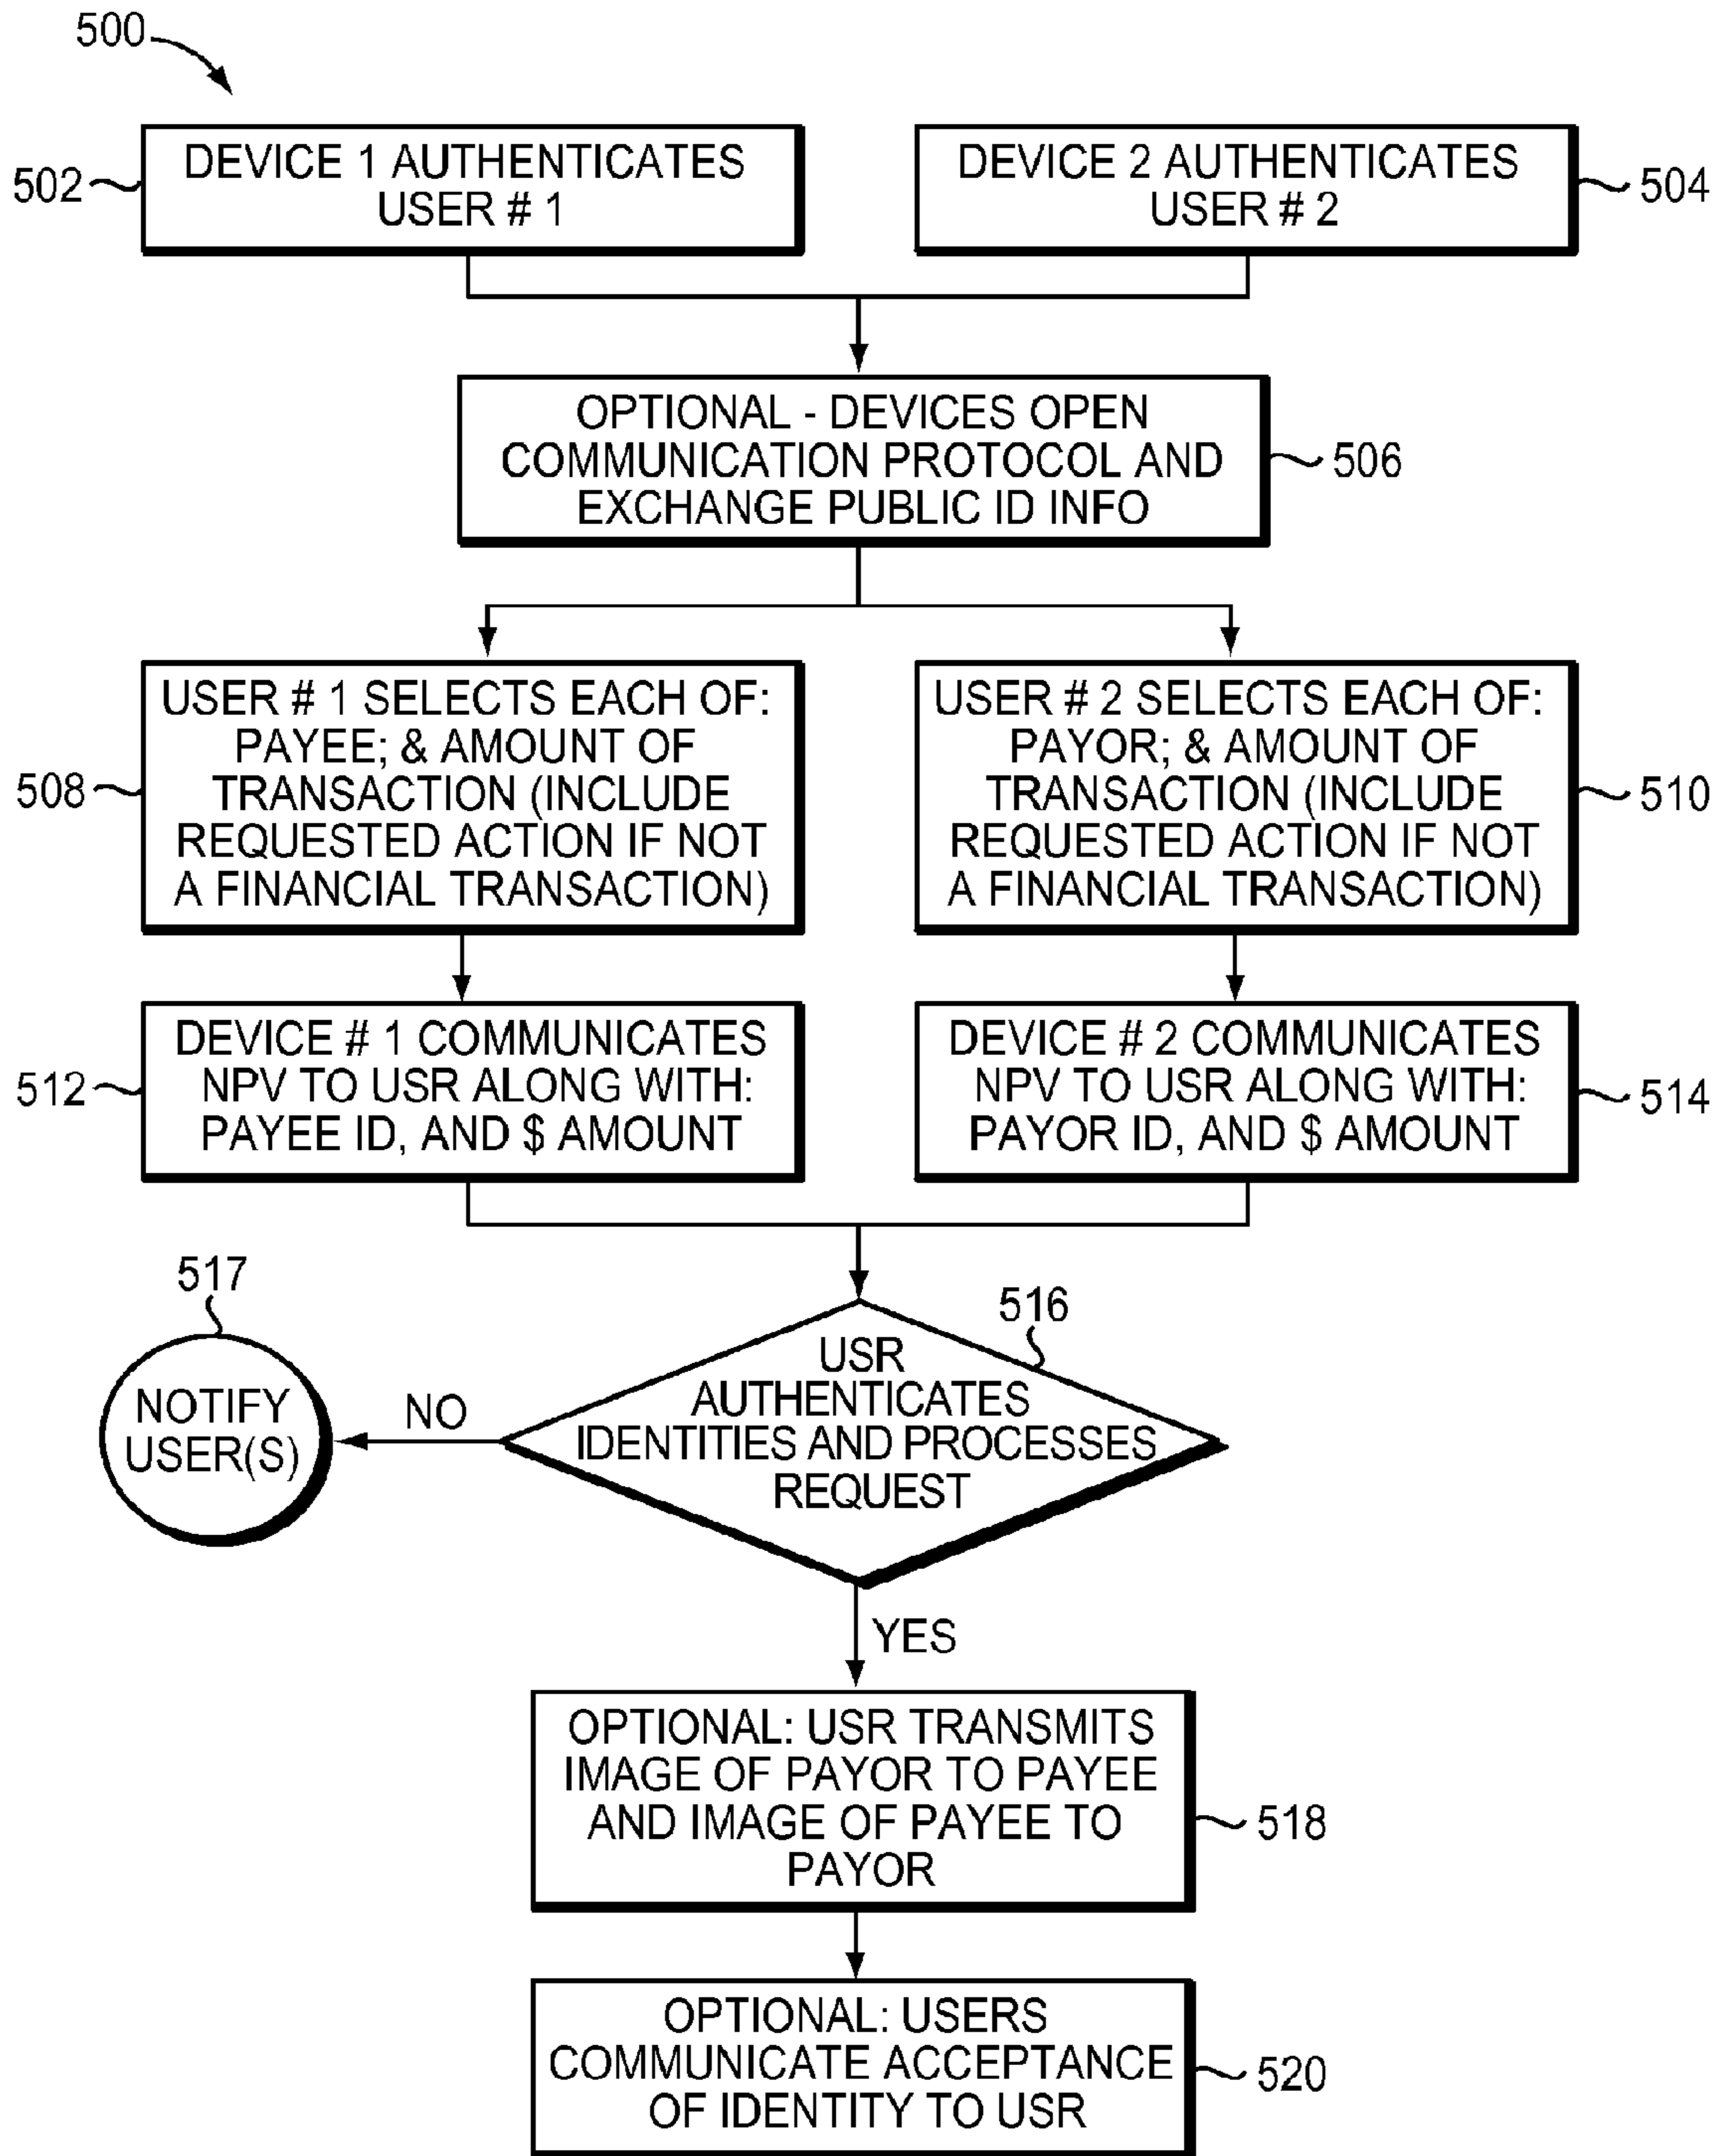 500
502
DEVICE 1 AUTHENTICATES
USER # 1
DEVICE 2 AUTHENTICATES
USER # 2
504
OPTIONAL - DEVICES OPEN
COMMUNICATION PROTOCOL AND
EXCHANGE PUBLIC ID INFO
506
508
USER # 1 SELECTS EACH OF:
PAYEE; & AMOUNT OF
TRANSACTION (INCLUDE
REQUESTED ACTION IF NOT
A FINANCIAL TRANSACTION)
USER # 2 SELECTS EACH OF:
PAYOR; & AMOUNT OF
TRANSACTION (INCLUDE
REQUESTED ACTION IF NOT
A FINANCIAL TRANSACTION)
510
512
DEVICE # 1 COMMUNICATES
NPV TO USR ALONG WITH:
PAYEE ID, AND $ AMOUNT
DEVICE # 2 COMMUNICATES
NPV TO USR ALONG WITH:
PAYOR ID, AND $ AMOUNT
514
517
NOTIFY
USER(S)
NO
516
USR
AUTHENTICATES
IDENTITIES AND PROCESSES
REQUEST
YES
OPTIONAL: USR TRANSMITS
IMAGE OF PAYOR TO PAYEE
AND IMAGE OF PAYEE TO
PAYOR
518
OPTIONAL: USERS
COMMUNICATE ACCEPTANCE
OF IDENTITY TO USR
520